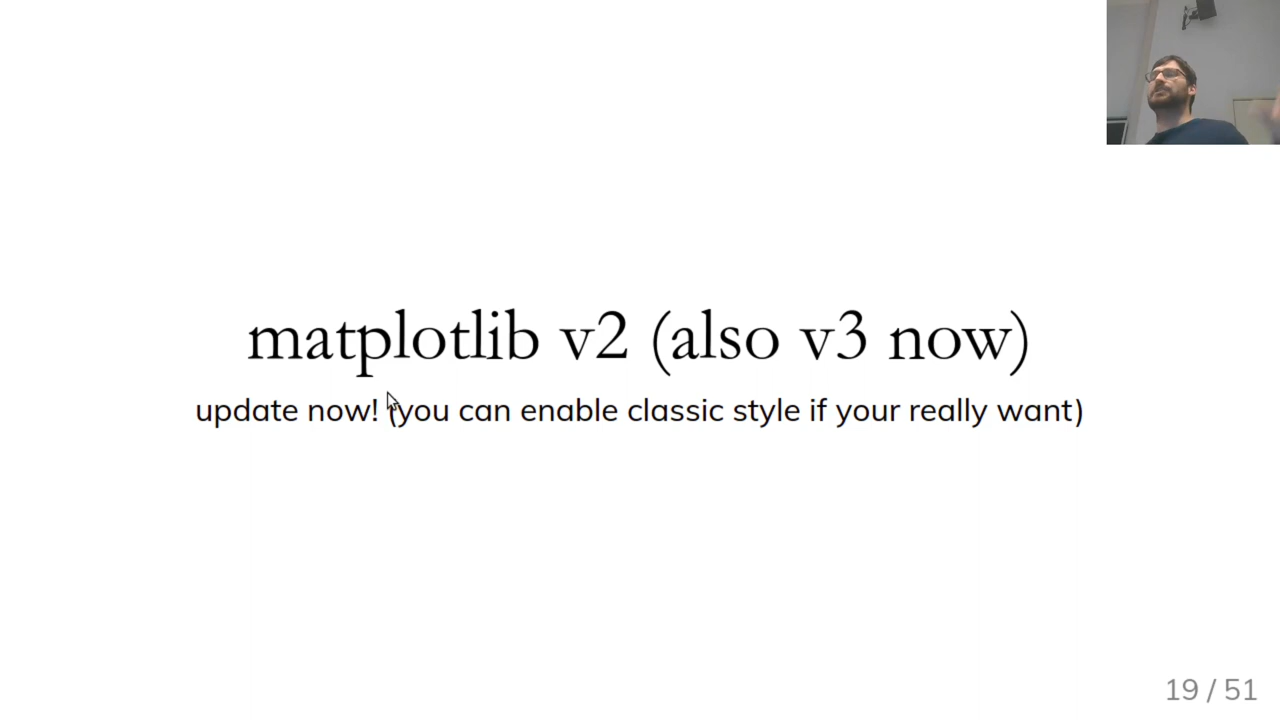 matplotlib v2 (also v3 now)
update now! (you can enable classic style if your really want)
19 / 51